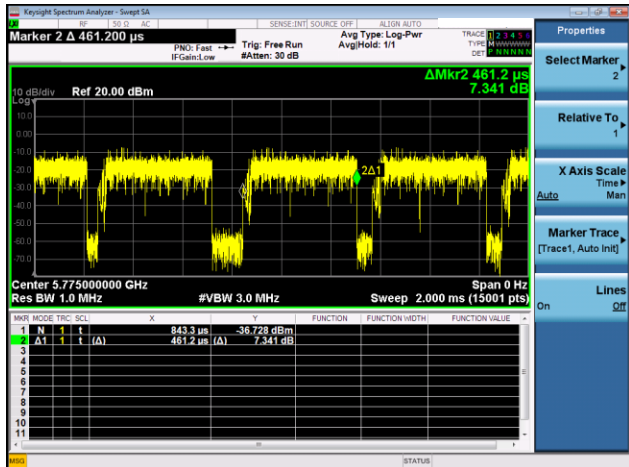 Keysight Spectrum Analyzer - Swept SA
RF 50 Ω AC SENSE:INT SOURCE OFF ALIGN AUTO
Marker 2 Δ 461.200 μs
PNO: Fast
IFGain:Low
Trig: Free Run
#Atten: 30 dB
Avg Type: Log-Pwr
Avg|Hold: 1/1
TRACE 1 2 3 4 5 6
TYPE M WWWWW
DET P N N N N N
ΔMkr2 461.2 μs
7.341 dB
10 dB/div Ref 20.00 dBm
Log
10.0
0.00
-10.0
-20.0
-30.0
-40.0
-50.0
-60.0
-70.0
2Δ1
Center 5.775000000 GHz Span 0 Hz
Res BW 1.0 MHz #VBW 3.0 MHz Sweep 2.000 ms (15001 pts)
MKR MODE TRC SCL X Y FUNCTION FUNCTION WIDTH FUNCTION VALUE
1 N 1 t 843.3 μs -36.728 dBm
2 Δ1 1 t (Δ) 461.2 μs (Δ) 7.341 dB
3
4
5
6
7
8
9
10
11
MSG STATUS
Properties
Select Marker
2
Relative To
1
X Axis Scale
Time
Auto Man
Marker Trace
[Trace1, Auto Init]
Lines
On Off